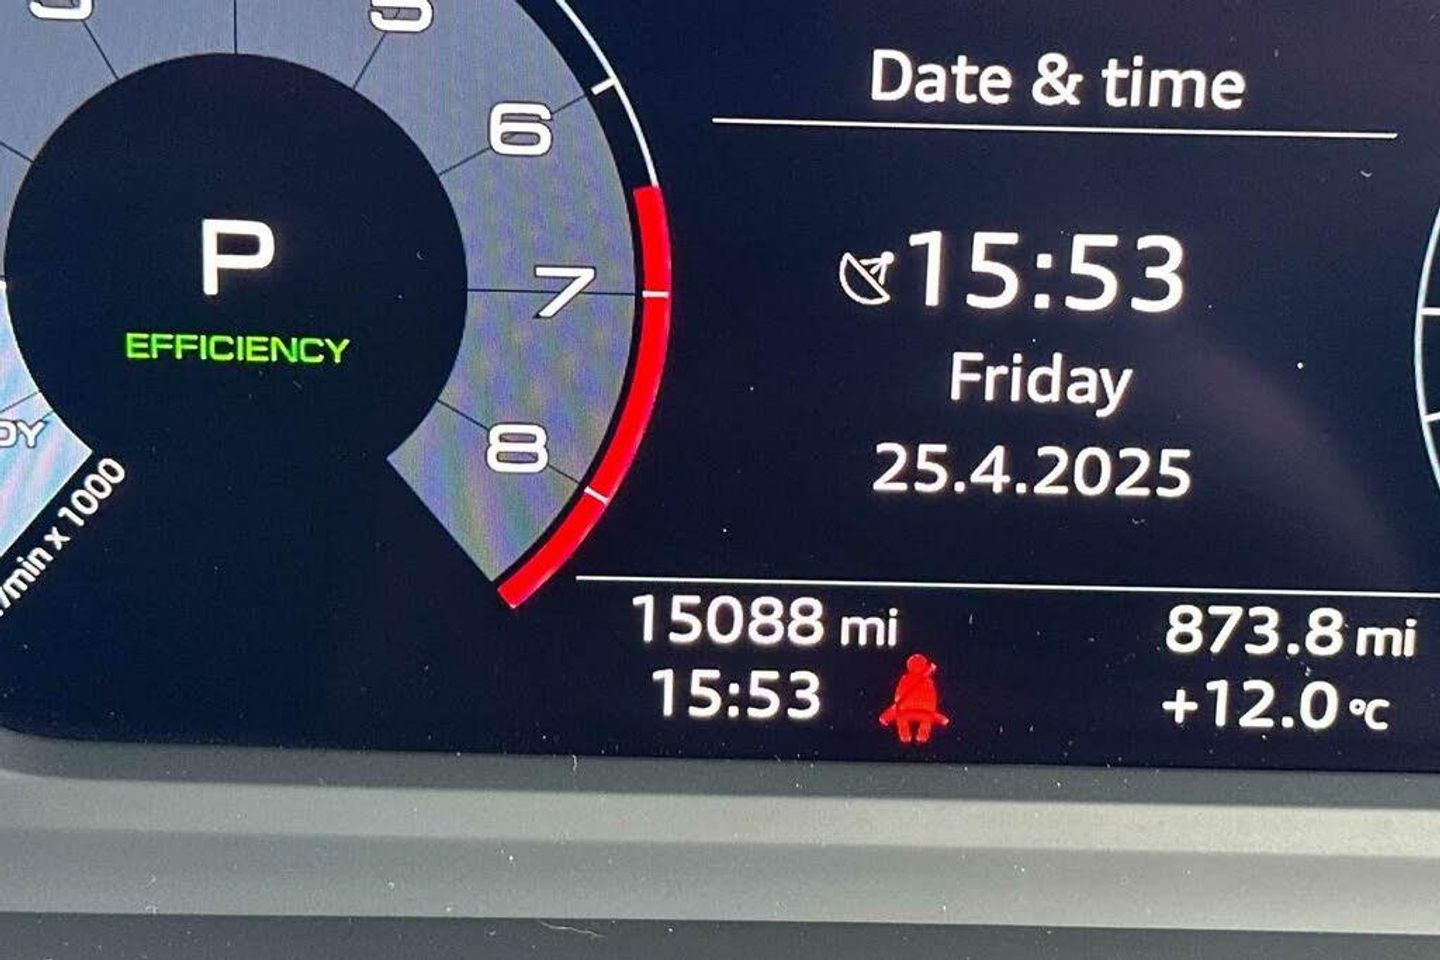 5
6
7
8
P
EFFICIENCY
/min x 1000
Date & time
15:53
Friday
25.4.2025
15088 mi
873.8 mi
15:53
+12.0 °C